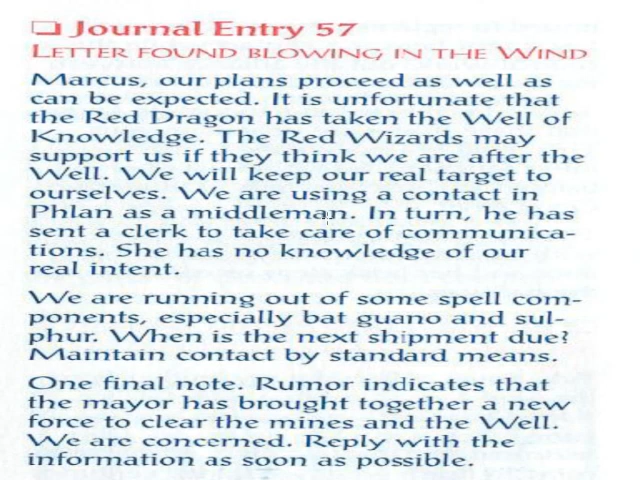 ❑ Journal Entry 57
LETTER FOUND BLOWING IN THE WIND
Marcus, our plans proceed as well as
can be expected. It is unfortunate that
the Red Dragon has taken the Well of
Knowledge. The Red Wizards may
support us if they think we are after the
Well. We will keep our real target to
ourselves. We are using a contact in
Phlan as a middleman. In turn, he has
sent a clerk to take care of communica-
tions. She has no knowledge of our
real intent.
We are running out of some spell com-
ponents, especially bat guano and sul-
phur. When is the next shipment due?
Maintain contact by standard means.
One final note. Rumor indicates that
the mayor has brought together a new
force to clear the mines and the Well.
We are concerned. Reply with the
information as soon as possible.